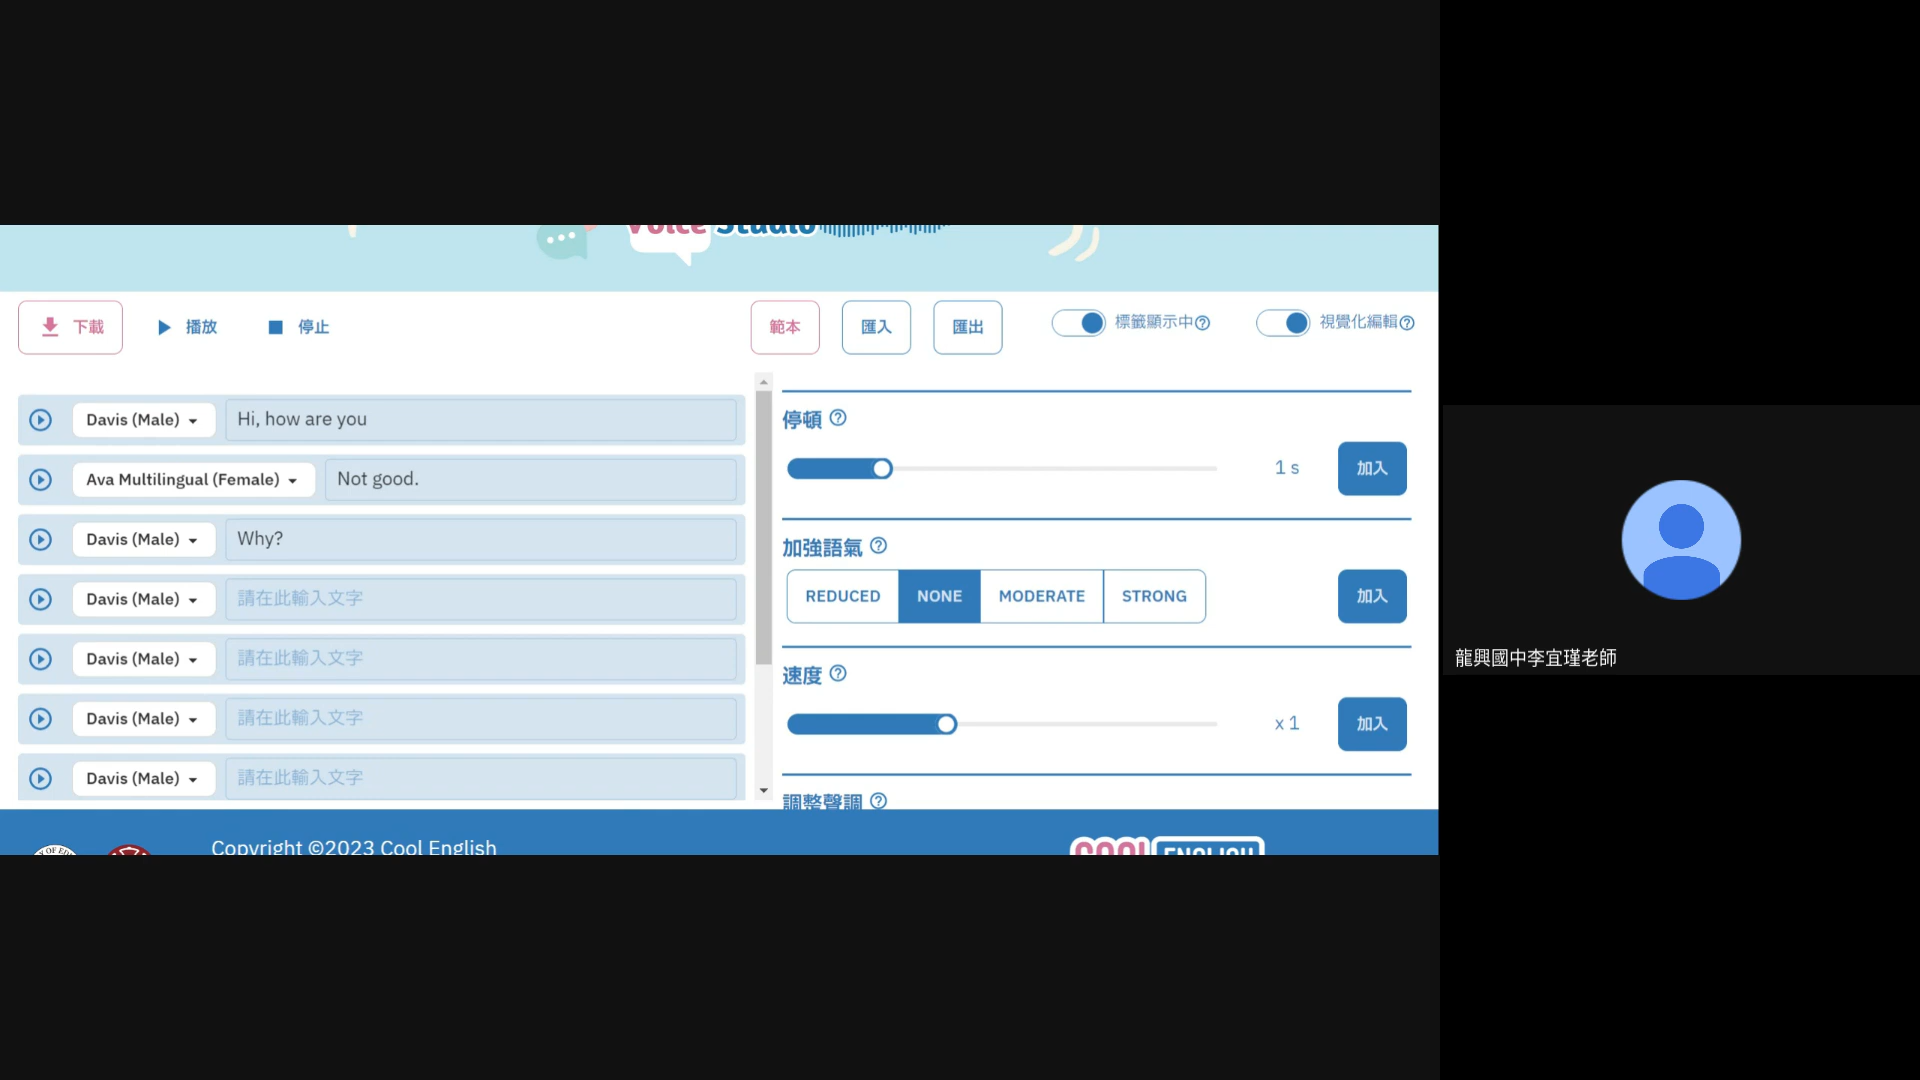 Voice Studio
下載
播放
停止
範本
匯入
匯出
標籤顯示中
視覺化編輯
Davis (Male)
Hi, how are you
Ava Multilingual (Female)
Not good.
Davis (Male)
Why?
Davis (Male)
請在此輸入文字
Davis (Male)
請在此輸入文字
Davis (Male)
請在此輸入文字
Davis (Male)
請在此輸入文字
停頓
1 s
加入
加強語氣
REDUCED
NONE
MODERATE
STRONG
加入
速度
x 1
加入
調整聲調
Copyright ©2023 Cool English
COOL ENGLISH
龍興國中李宜瑾老師